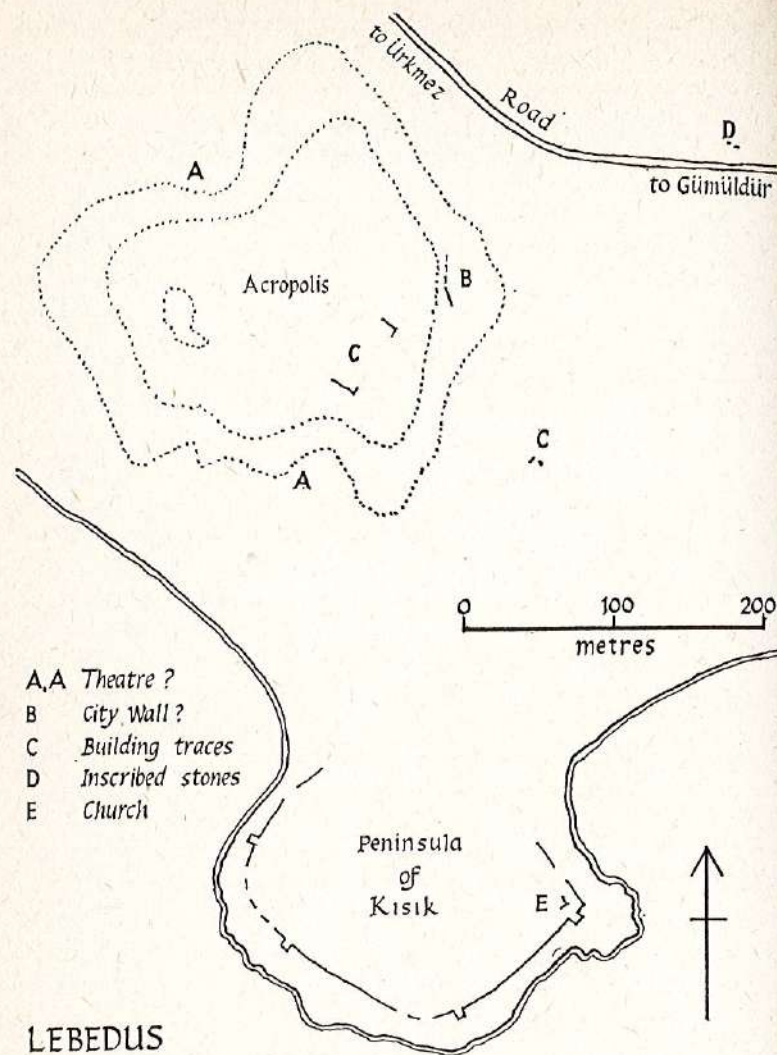 to Ürkmez
Road
D
to Gümüldür
A
Acropolis
B
C
C
A
0 100 200
metres
A,A Theatre ?
B City Wall ?
C Building traces
D Inscribed stones
E Church
Peninsula
of
Kısık
E
LEBEDUS